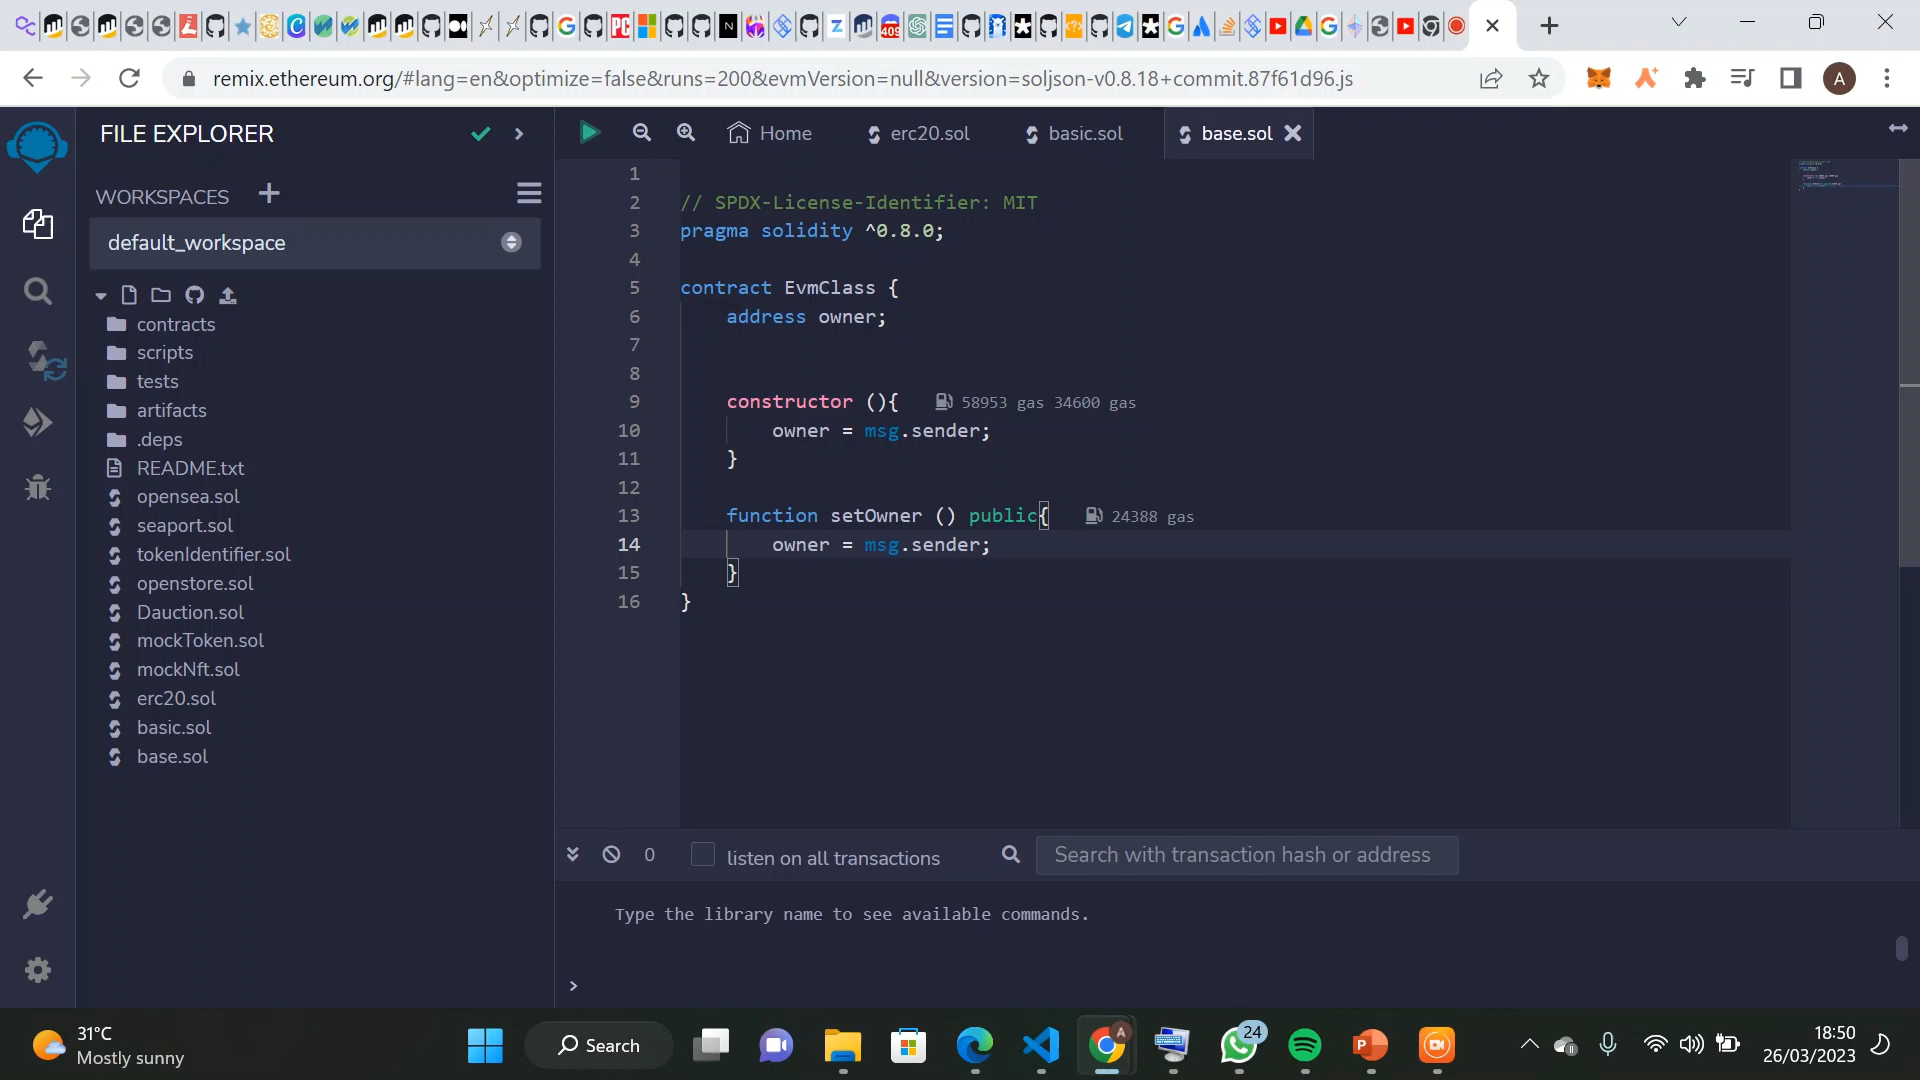 remix.ethereum.org/#lang=en&optimize=false&runs=200&evmVersion=null&version=soljson-v0.8.18+commit.87f61d96.js
A
FILE EXPLORER
Home
erc20.sol
basic.sol
base.sol
WORKSPACES
default_workspace
contracts
scripts
tests
artifacts
.deps
README.txt
opensea.sol
seaport.sol
tokenIdentifier.sol
openstore.sol
Dauction.sol
mockToken.sol
mockNft.sol
erc20.sol
basic.sol
base.sol
1
2 // SPDX-License-Identifier: MIT
3 pragma solidity ^0.8.0;
4
5 contract EvmClass {
6 address owner;
7
8
9 constructor (){ 58953 gas 34600 gas
10 owner = msg.sender;
11 }
12
13 function setOwner () public{ 24388 gas
14 owner = msg.sender;
15 }
16 }
0
listen on all transactions
Search with transaction hash or address
Type the library name to see available commands.
>
31°C
Mostly sunny
Search
A
24
18:50
26/03/2023